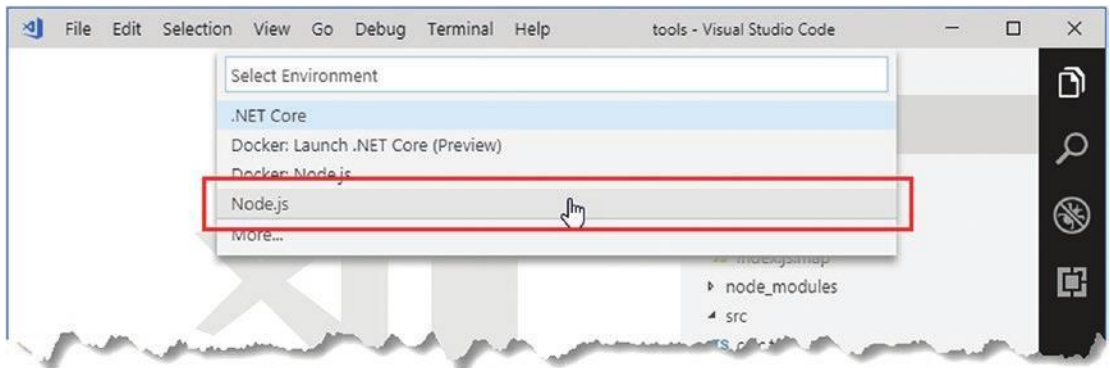 File Edit Selection View Go Debug Terminal Help tools - Visual Studio Code
Select Environment
.NET Core
Docker: Launch .NET Core (Preview)
Docker: Node.js
Node.js
More...
index.js.map
node_modules
src
TS